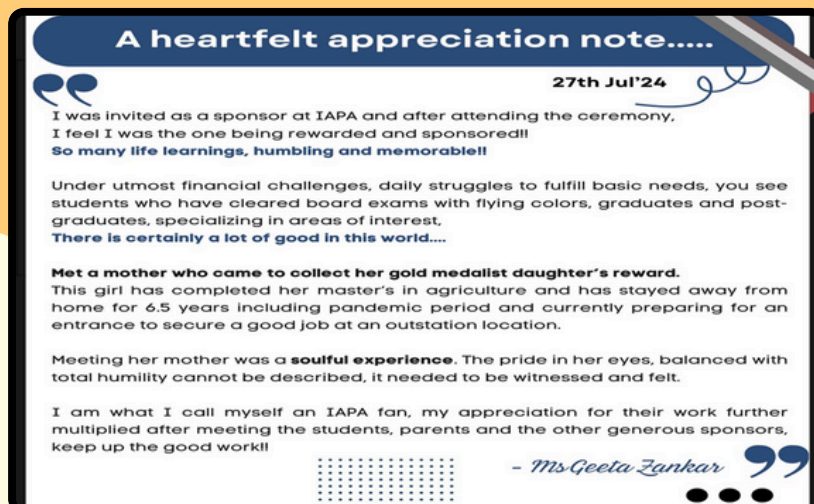 A heartfelt appreciation note.....
27th Jul'24
I was invited as a sponsor at IAPA and after attending the ceremony,
I feel I was the one being rewarded and sponsored!!
So many life learnings, humbling and memorable!!
Under utmost financial challenges, daily struggles to fulfill basic needs, you see
students who have cleared board exams with flying colors, graduates and post-
graduates, specializing in areas of interest,
There is certainly a lot of good in this world....
Met a mother who came to collect her gold medalist daughter's reward.
This girl has completed her master's in agriculture and has stayed away from
home for 6.5 years including pandemic period and currently preparing for an
entrance to secure a good job at an outstation location.
Meeting her mother was a soulful experience. The pride in her eyes, balanced with
total humility cannot be described, it needed to be witnessed and felt.
I am what I call myself an IAPA fan, my appreciation for their work further
multiplied after meeting the students, parents and the other generous sponsors,
keep up the good work!!
- Ms Geeta Zankar